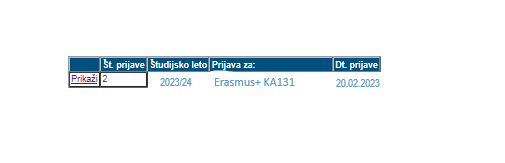 Št. prijave Študijsko leto Prijava za: Dt. prijave
Prikaži 2 2023/24 Erasmus+ KA131 20.02.2023